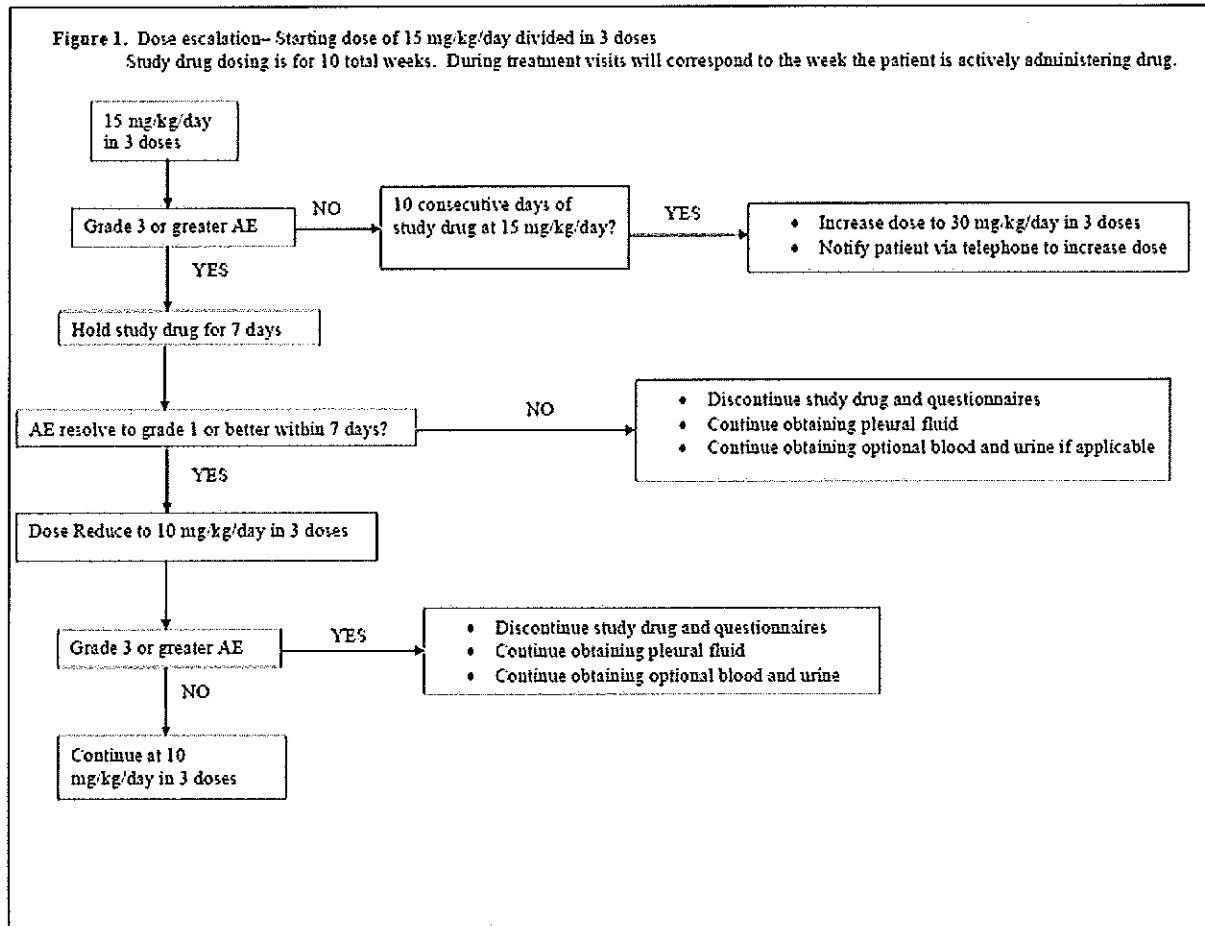 Figure 1. Dose escalation– Starting dose of 15 mg/kg/day divided in 3 doses
Study drug dosing is for 10 total weeks. During treatment visits will correspond to the week the patient is actively administering drug.
15 mg/kg/day
in 3 doses
Grade 3 or greater AE
NO
10 consecutive days of
study drug at 15 mg/kg/day?
YES
• Increase dose to 30 mg/kg/day in 3 doses
• Notify patient via telephone to increase dose
YES
Hold study drug for 7 days
AE resolve to grade 1 or better within 7 days?
NO
• Discontinue study drug and questionnaires
• Continue obtaining pleural fluid
• Continue obtaining optional blood and urine if applicable
YES
Dose Reduce to 10 mg/kg/day in 3 doses
Grade 3 or greater AE
YES
• Discontinue study drug and questionnaires
• Continue obtaining pleural fluid
• Continue obtaining optional blood and urine
NO
Continue at 10
mg/kg/day in 3 doses